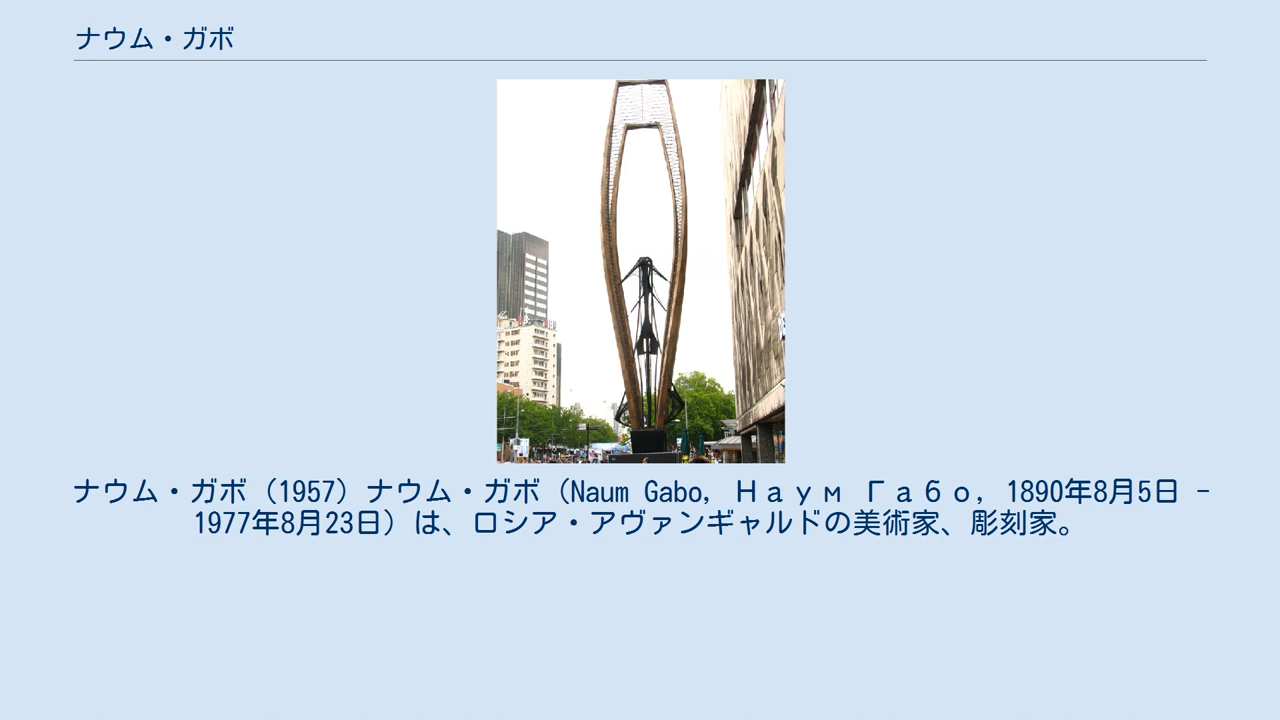 ナウム・ガボ
ナウム・ガボ（1957）ナウム・ガボ（Naum Gabo, Наум Габо, 1890年8月5日 -
1977年8月23日）は、ロシア・アヴァンギャルドの美術家、彫刻家。